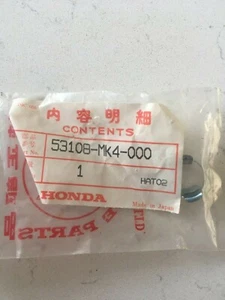 内容明細
CONTENTS
53108-MK4-000
1
HAT02
HONDA
Made in Japan
PARTS